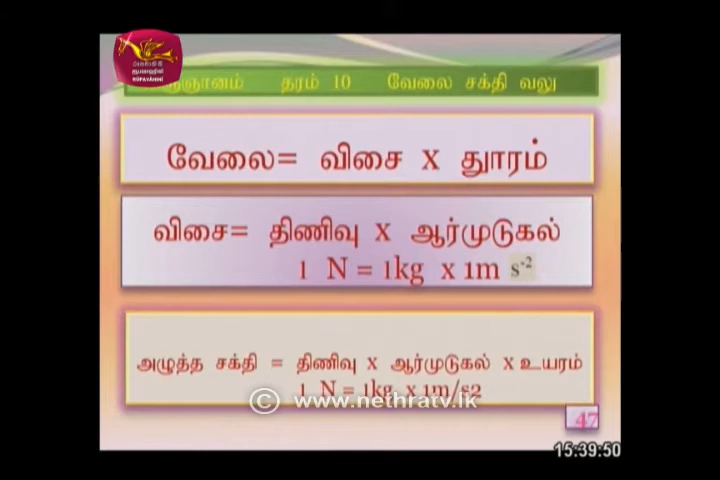 தரம் 10 வேலை சக்தி வலு
வேலை= விசை x தூரம்
விசை= திணிவு x ஆர்முடுகல்
1 N = 1kg x 1m s-2
அழுத்த சக்தி = திணிவு x ஆர்முடுகல் x உயரம்
1 N = 1kg x 1m/s2
© www.nethratv.lk
47
15:39:50